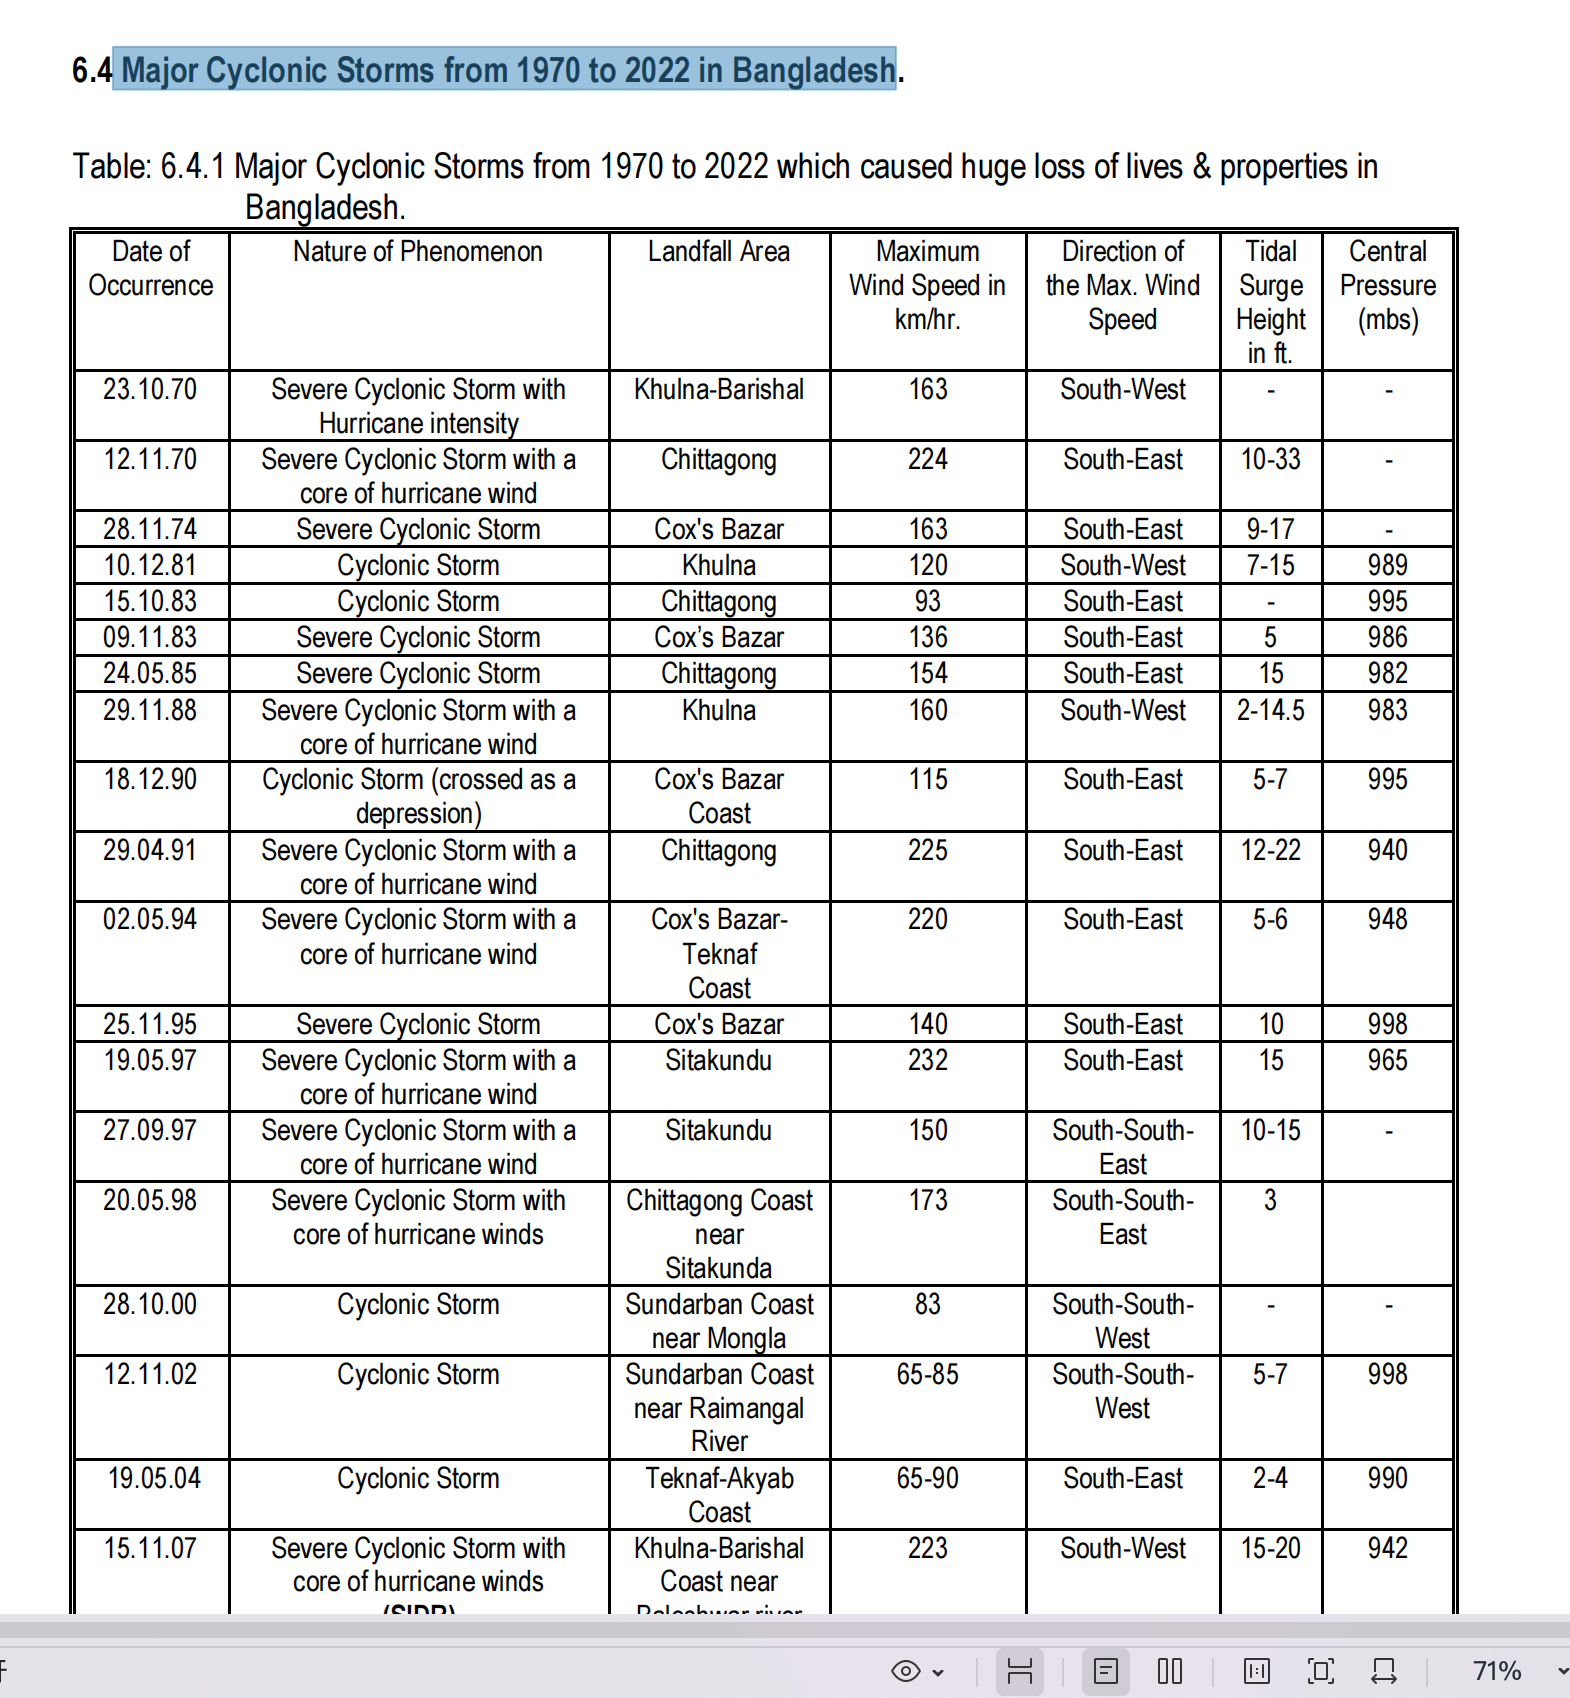 6.4 Major Cyclonic Storms from 1970 to 2022 in Bangladesh.
Table: 6.4.1 Major Cyclonic Storms from 1970 to 2022 which caused huge loss of lives & properties in
Bangladesh.
Date of Occurrence Nature of Phenomenon Landfall Area Maximum Wind Speed in km/hr. Direction of the Max. Wind Speed Tidal Surge Height in ft. Central Pressure (mbs)
23.10.70 Severe Cyclonic Storm with Hurricane intensity Khulna-Barishal 163 South-West - -
12.11.70 Severe Cyclonic Storm with a core of hurricane wind Chittagong 224 South-East 10-33 -
28.11.74 Severe Cyclonic Storm Cox's Bazar 163 South-East 9-17 -
10.12.81 Cyclonic Storm Khulna 120 South-West 7-15 989
15.10.83 Cyclonic Storm Chittagong 93 South-East - 995
09.11.83 Severe Cyclonic Storm Cox’s Bazar 136 South-East 5 986
24.05.85 Severe Cyclonic Storm Chittagong 154 South-East 15 982
29.11.88 Severe Cyclonic Storm with a core of hurricane wind Khulna 160 South-West 2-14.5 983
18.12.90 Cyclonic Storm (crossed as a depression) Cox's Bazar Coast 115 South-East 5-7 995
29.04.91 Severe Cyclonic Storm with a core of hurricane wind Chittagong 225 South-East 12-22 940
02.05.94 Severe Cyclonic Storm with a core of hurricane wind Cox's Bazar-Teknaf Coast 220 South-East 5-6 948
25.11.95 Severe Cyclonic Storm Cox's Bazar 140 South-East 10 998
19.05.97 Severe Cyclonic Storm with a core of hurricane wind Sitakundu 232 South-East 15 965
27.09.97 Severe Cyclonic Storm with a core of hurricane wind Sitakundu 150 South-South-East 10-15 -
20.05.98 Severe Cyclonic Storm with core of hurricane winds Chittagong Coast near Sitakunda 173 South-South-East 3
28.10.00 Cyclonic Storm Sundarban Coast near Mongla 83 South-South-West - -
12.11.02 Cyclonic Storm Sundarban Coast near Raimangal River 65-85 South-South-West 5-7 998
19.05.04 Cyclonic Storm Teknaf-Akyab Coast 65-90 South-East 2-4 990
15.11.07 Severe Cyclonic Storm with core of hurricane winds (SIDR) Khulna-Barishal Coast near Baleshwar river 223 South-West 15-20 942
71%